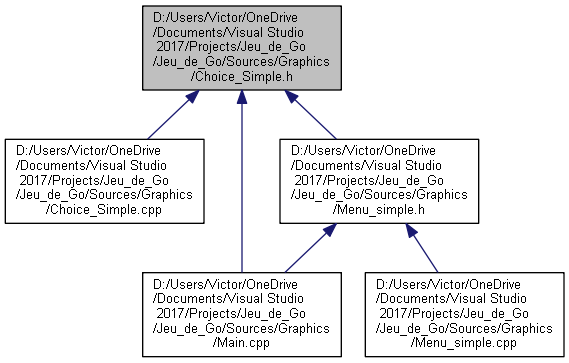 D:/Users/Victor/OneDrive
/Documents/Visual Studio
2017/Projects/Jeu_de_Go
/Jeu_de_Go/Sources/Graphics
/Choice_Simple.h
D:/Users/Victor/OneDrive
/Documents/Visual Studio
2017/Projects/Jeu_de_Go
/Jeu_de_Go/Sources/Graphics
/Choice_Simple.cpp
D:/Users/Victor/OneDrive
/Documents/Visual Studio
2017/Projects/Jeu_de_Go
/Jeu_de_Go/Sources/Graphics
/Menu_simple.h
D:/Users/Victor/OneDrive
/Documents/Visual Studio
2017/Projects/Jeu_de_Go
/Jeu_de_Go/Sources/Graphics
/Main.cpp
D:/Users/Victor/OneDrive
/Documents/Visual Studio
2017/Projects/Jeu_de_Go
/Jeu_de_Go/Sources/Graphics
/Menu_simple.cpp